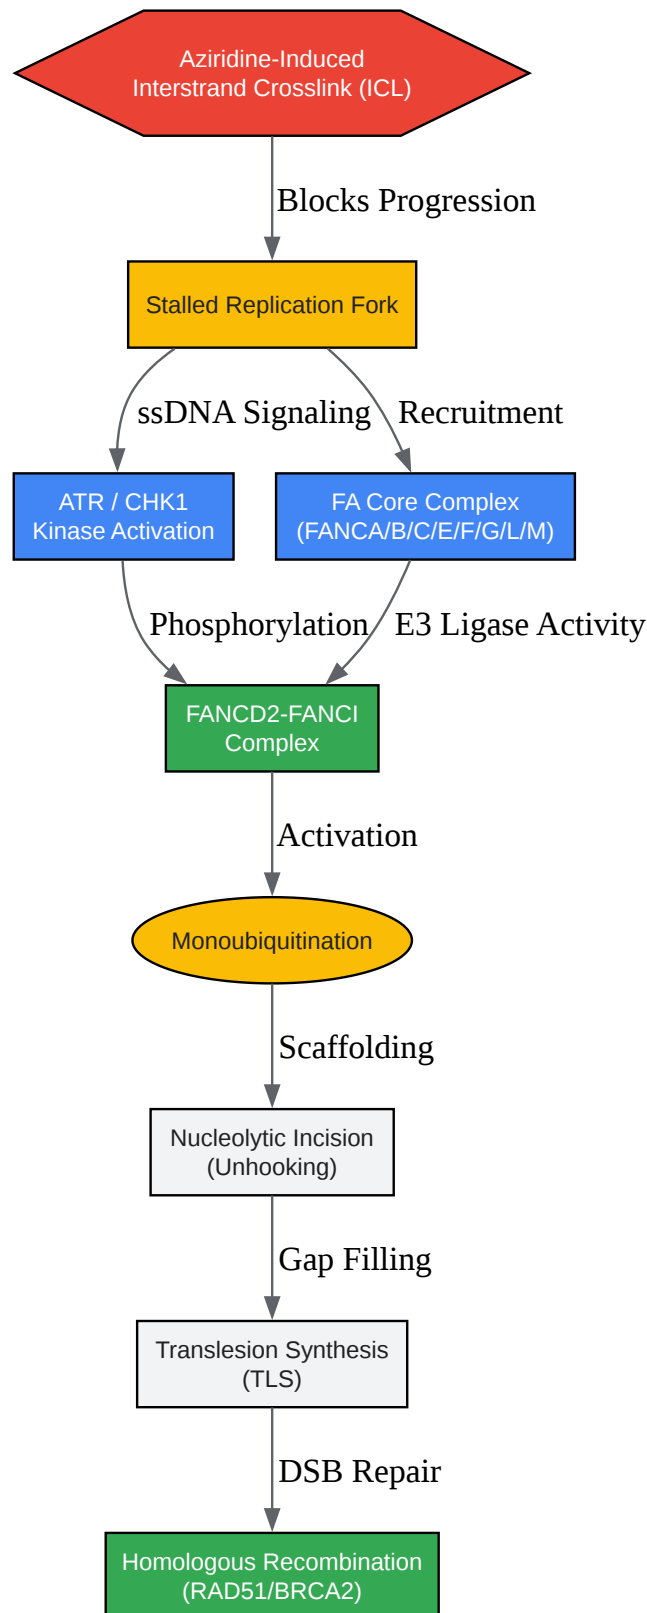 Aziridine-Induced
Interstrand Crosslink (ICL)
Blocks Progression
Stalled Replication Fork
ssDNA Signaling
Recruitment
ATR / CHK1
Kinase Activation
FA Core Complex
(FANCA/B/C/E/F/G/L/M)
Phosphorylation
E3 Ligase Activity
FANCD2-FANCI
Complex
Activation
Monoubiquitination
Scaffolding
Nucleolytic Incision
(Unhooking)
Gap Filling
Translesion Synthesis
(TLS)
DSB Repair
Homologous Recombination
(RAD51/BRCA2)